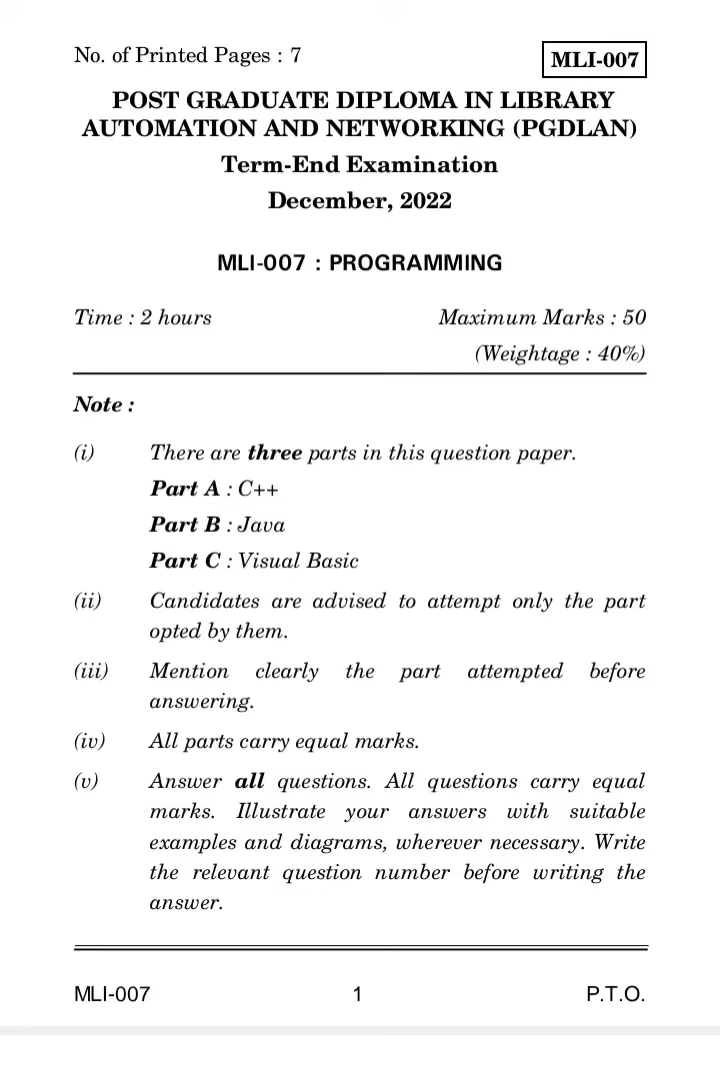 No. of Printed Pages : 7
MLI-007
POST GRADUATE DIPLOMA IN LIBRARY
AUTOMATION AND NETWORKING (PGDLAN)
Term-End Examination
December, 2022
MLI-007 : PROGRAMMING
Time : 2 hours
Maximum Marks : 50
(Weightage : 40%)
Note :
(i) There are three parts in this question paper.
Part A : C++
Part B : Java
Part C : Visual Basic
(ii) Candidates are advised to attempt only the part
opted by them.
(iii) Mention clearly the part attempted before
answering.
(iv) All parts carry equal marks.
(v) Answer all questions. All questions carry equal
marks. Illustrate your answers with suitable
examples and diagrams, wherever necessary. Write
the relevant question number before writing the
answer.
MLI-007 1 P.T.O.